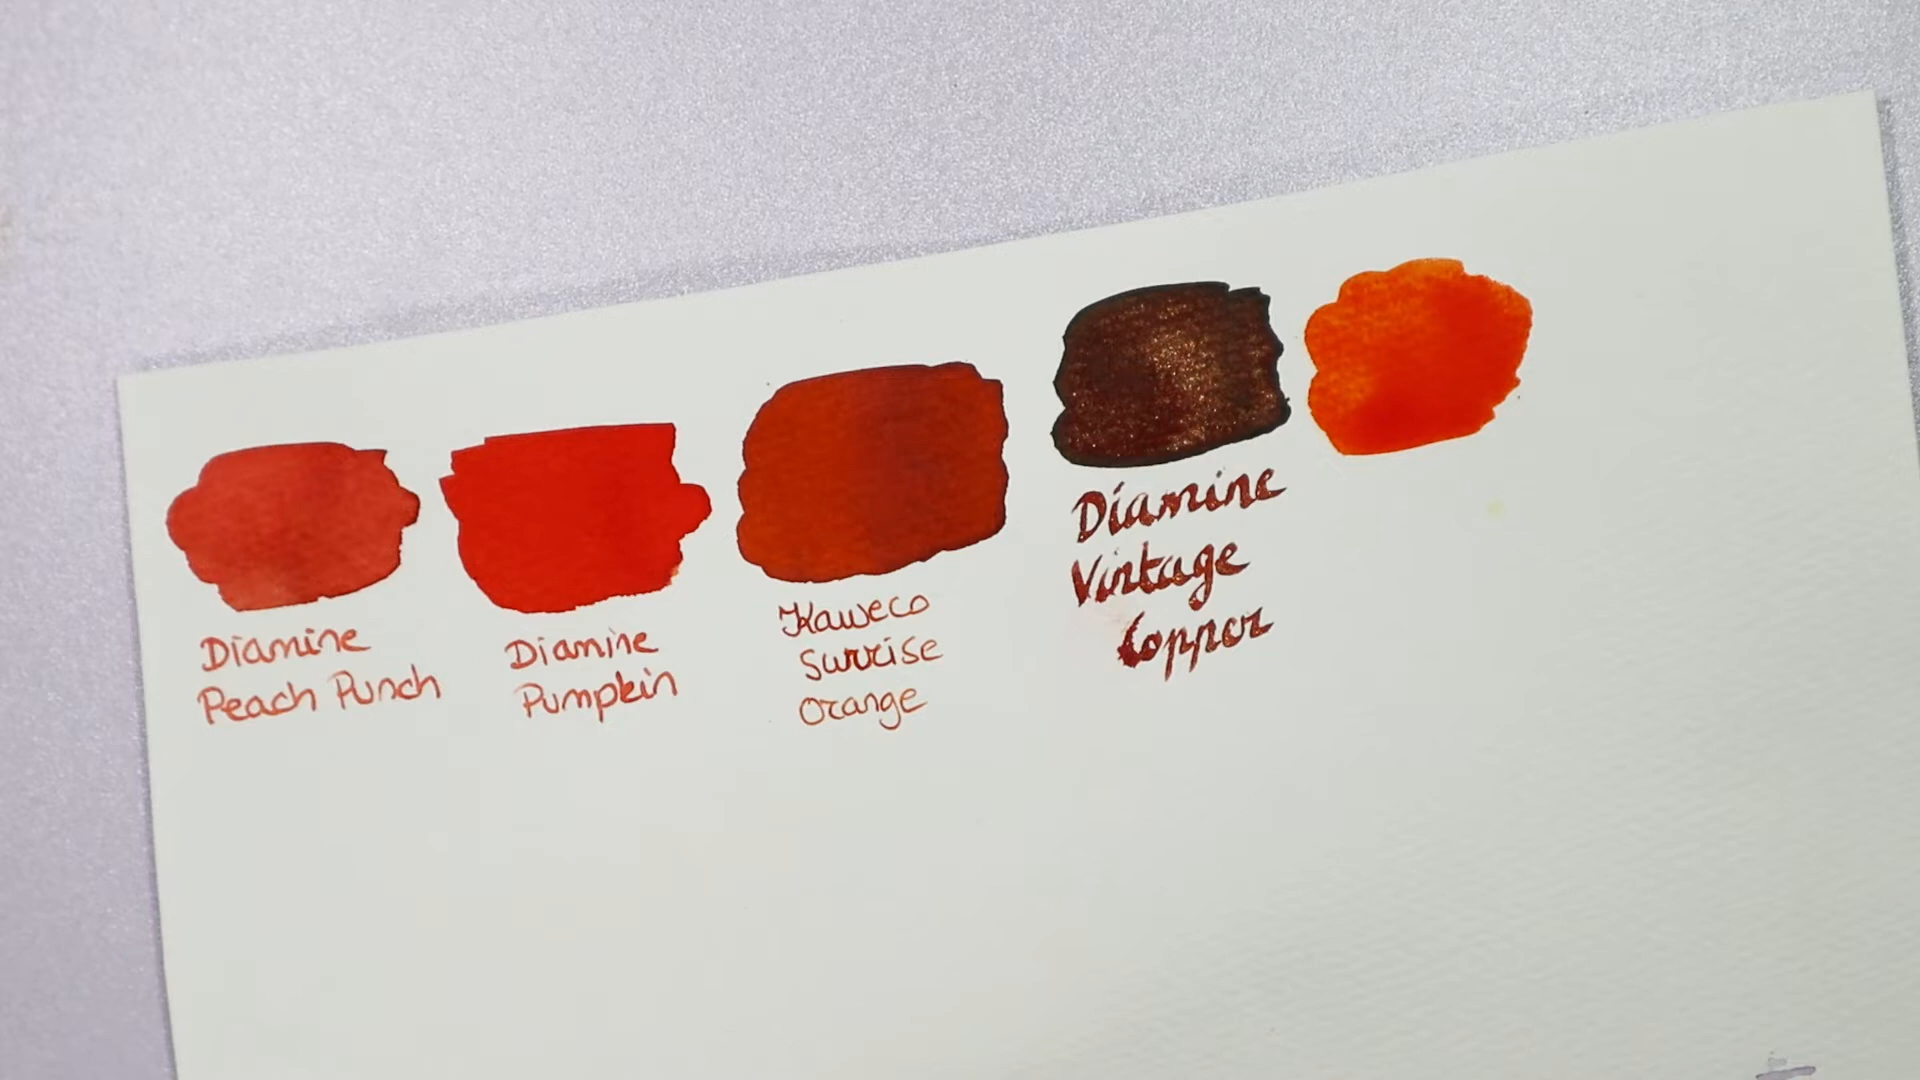 Diamine
Peach Punch
Diamine
Pumpkin
Kaweco
Sunrise
Orange
Diamine
Vintage
Copper